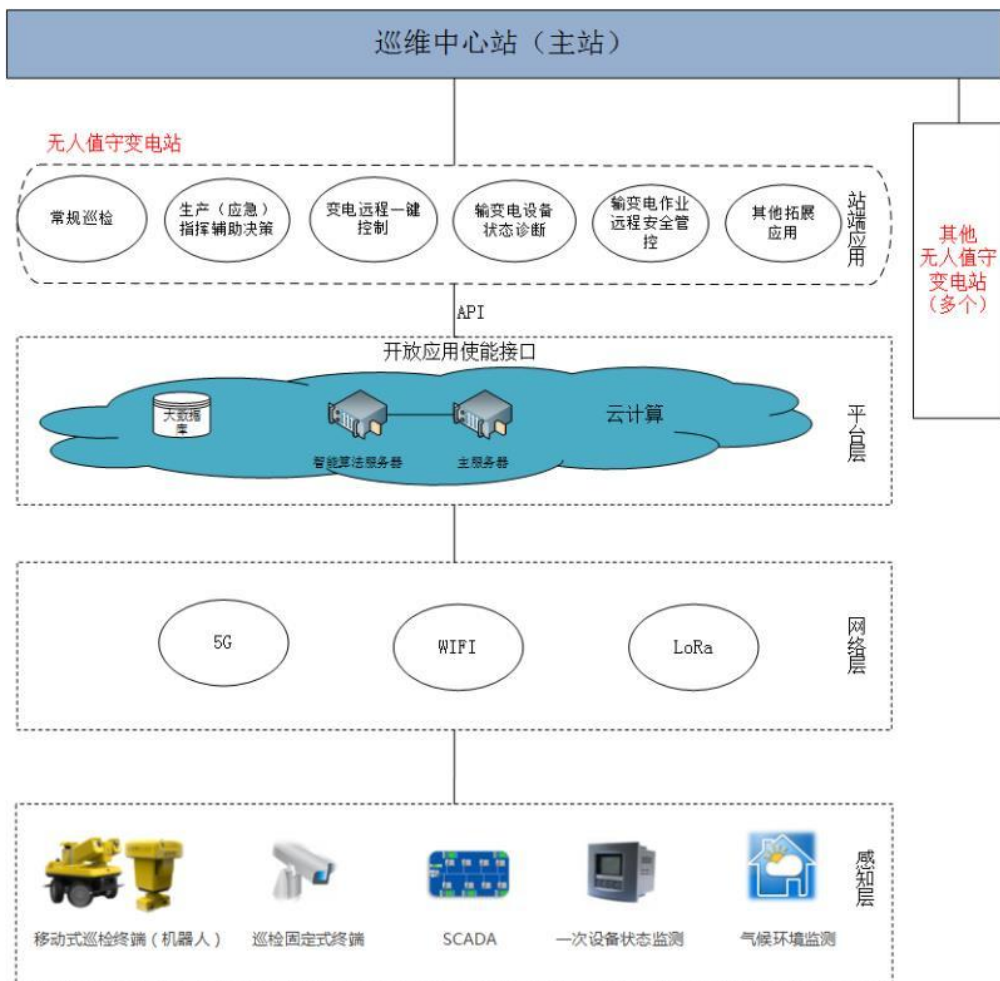 巡维中心站（主站）
无人值守变电站
常规巡检
生产（应急）
指挥辅助决策
变电远程一键
控制
输变电设备
状态诊断
输变电作业
远程安全管
控
其他拓展
应用
站端应用
其他
无人值守
变电站
（多个）
API
开放应用使能接口
大数据
库
智能算法服务器
主服务器
云计算
平台层
5G
WIFI
LoRa
网络层
移动式巡检终端（机器人）
巡检固定式终端
SCADA
一次设备状态监测
气候环境监测
感知层